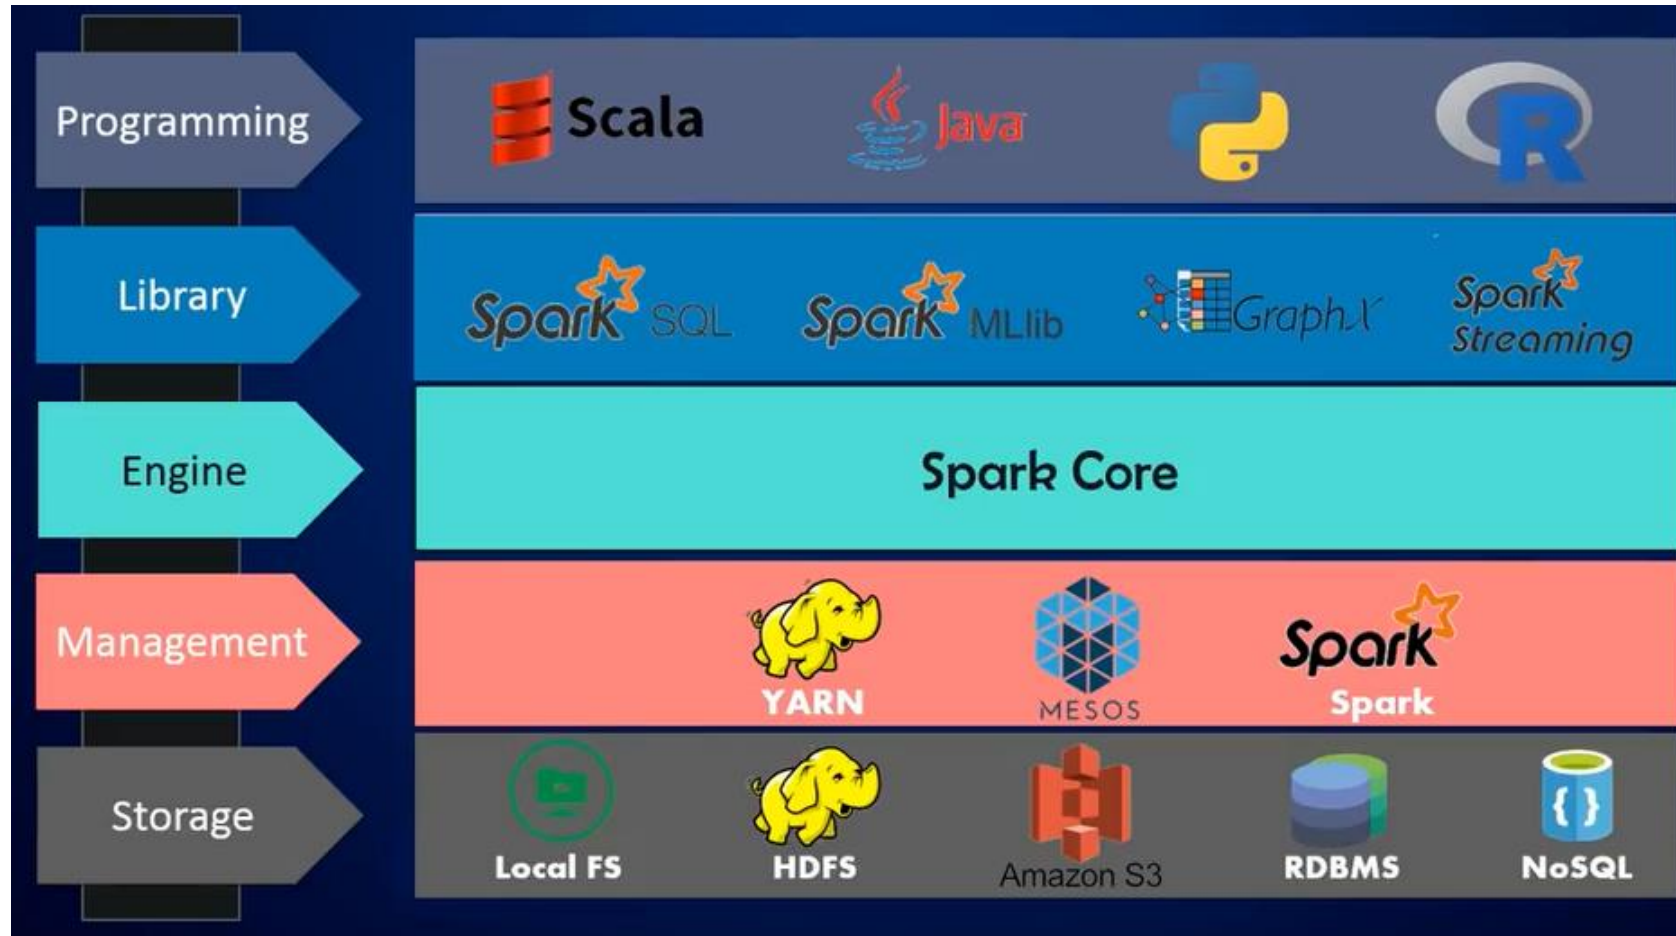 Programming
Scala
Java
R
Library
Spark SQL
Spark MLlib
GraphX
Spark
Streaming
Engine
Spark Core
Management
YARN
MESOS
Spark
Spark
Storage
{ }
Local FS
HDFS
Amazon S3
RDBMS
NoSQL